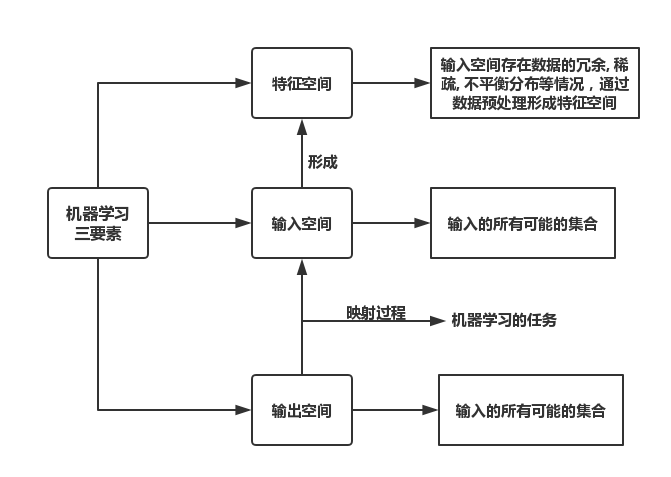 特征空间
输入空间存在数据的冗余,稀
疏,不平衡分布等情况，通过
数据预处理形成特征空间
形成
机器学习
三要素
输入空间
输入的所有可能的集合
映射过程
机器学习的任务
输出空间
输入的所有可能的集合